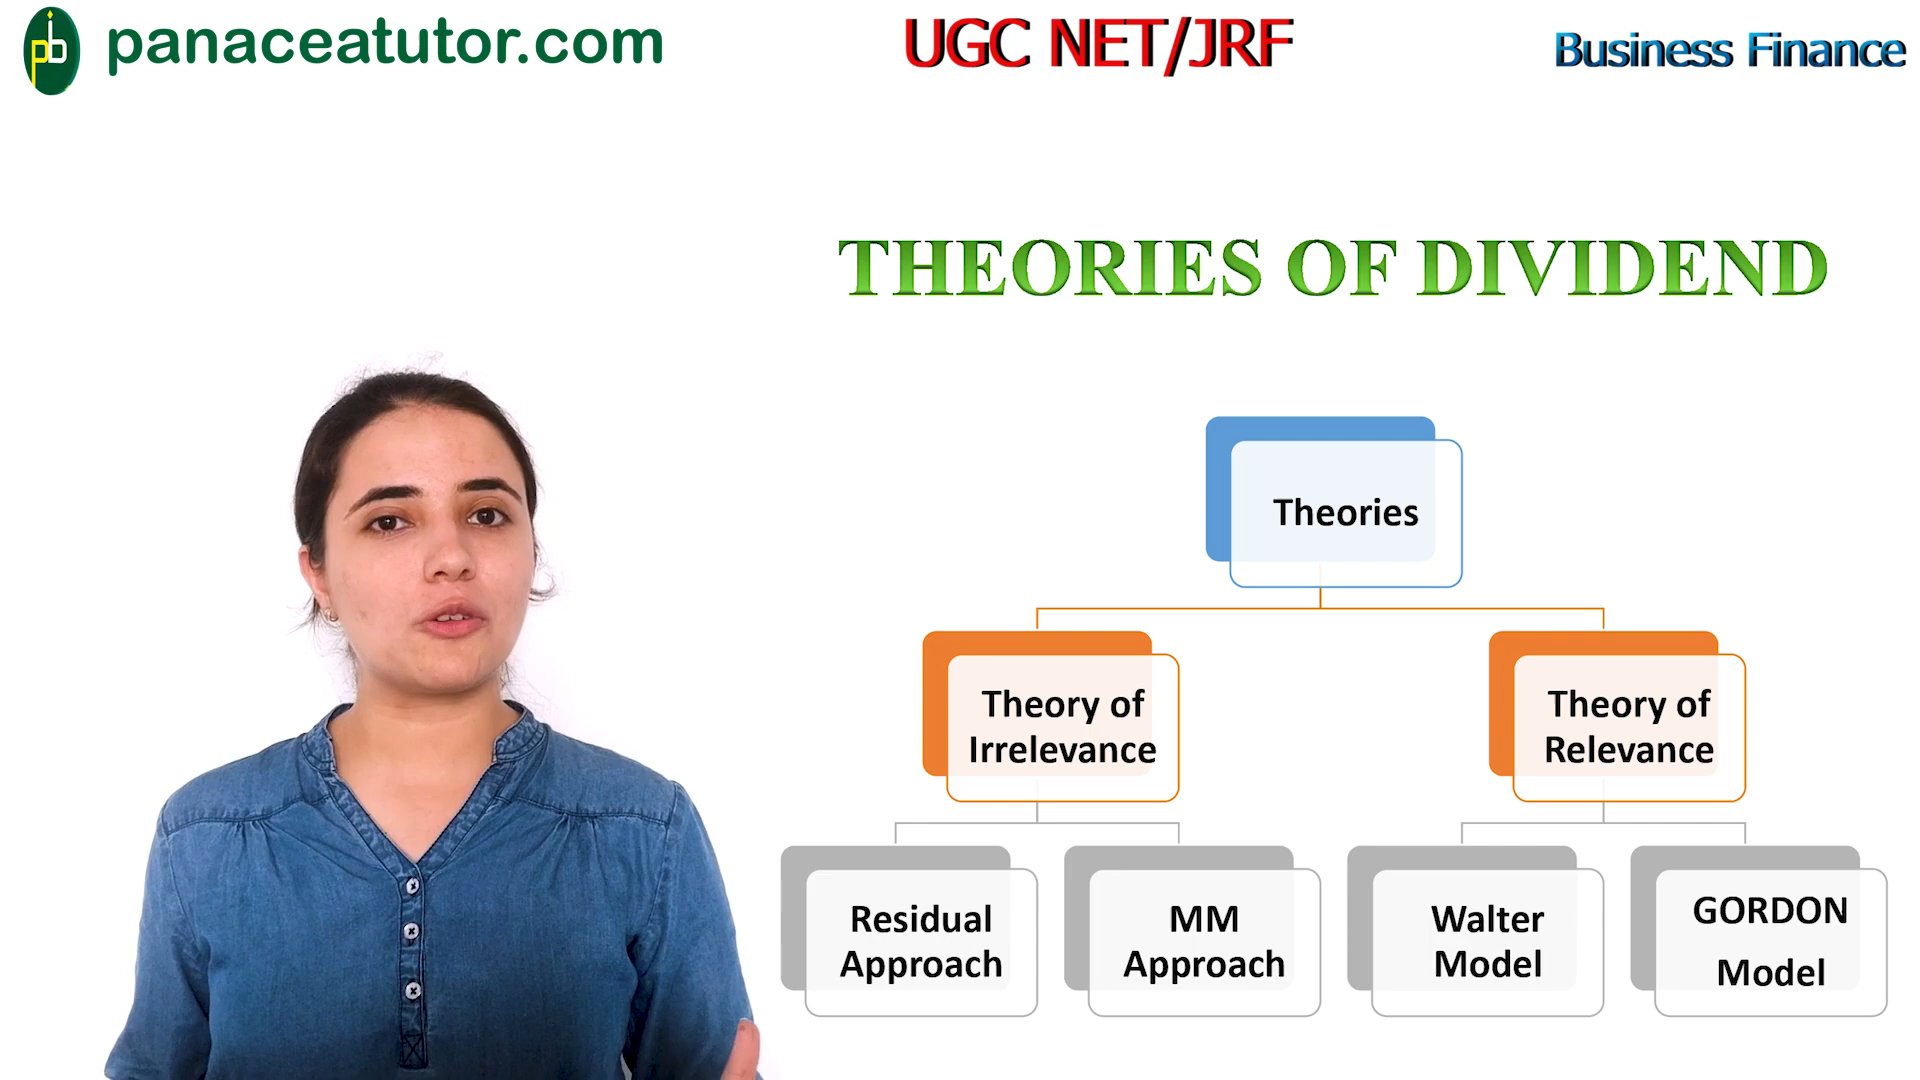 pb panaceatutor.com
UGC NET/JRF
Business Finance
THEORIES OF DIVIDEND
Theories
Theory of
Irrelevance
Theory of
Relevance
Residual
Approach
MM
Approach
Walter
Model
GORDON
Model